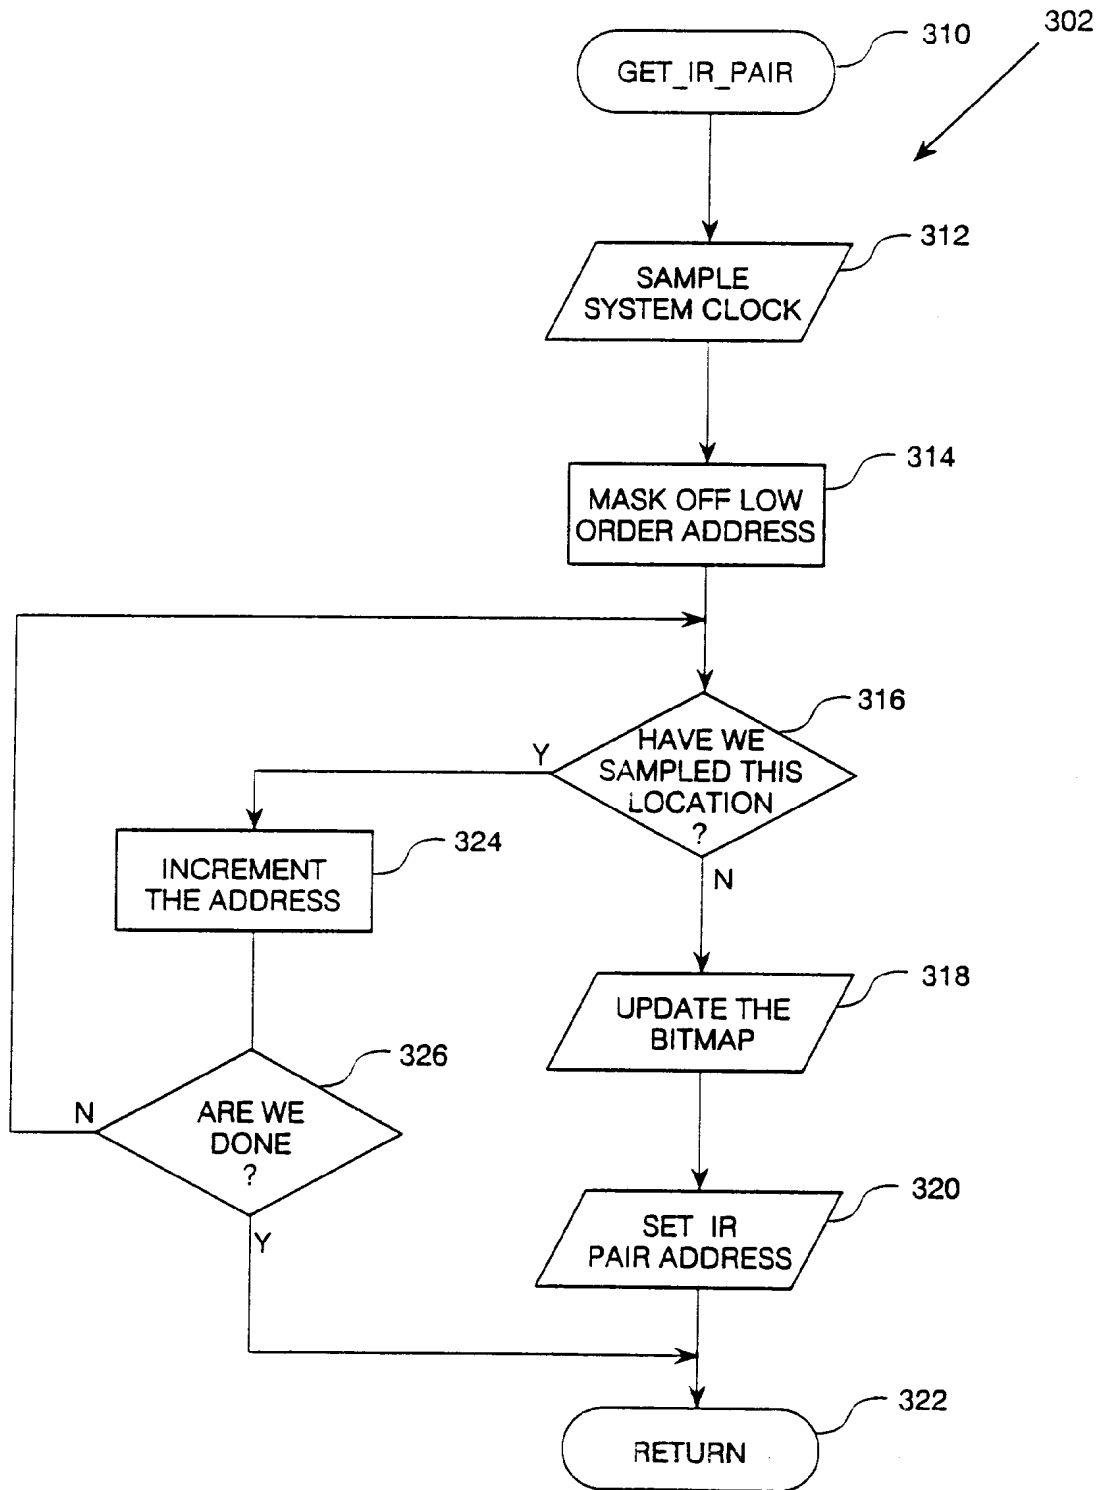 302
310
GET_IR_PAIR
312
SAMPLE
SYSTEM CLOCK
314
MASK OFF LOW
ORDER ADDRESS
316
HAVE WE
SAMPLED THIS
LOCATION
?
Y
N
324
INCREMENT
THE ADDRESS
318
UPDATE THE
BITMAP
326
ARE WE
DONE
?
N
Y
320
SET IR
PAIR ADDRESS
322
RETURN